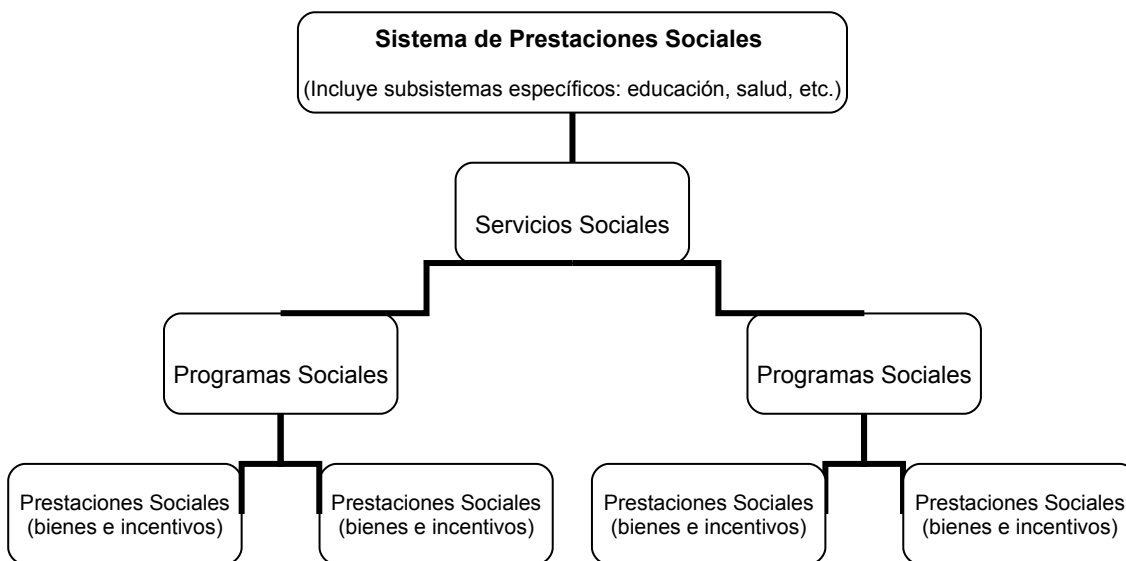 Sistema de Prestaciones Sociales
(Incluye subsistemas específicos: educación, salud, etc.)
Servicios Sociales
Programas Sociales
Programas Sociales
Prestaciones Sociales
(bienes e incentivos)
Prestaciones Sociales
(bienes e incentivos)
Prestaciones Sociales
(bienes e incentivos)
Prestaciones Sociales
(bienes e incentivos)